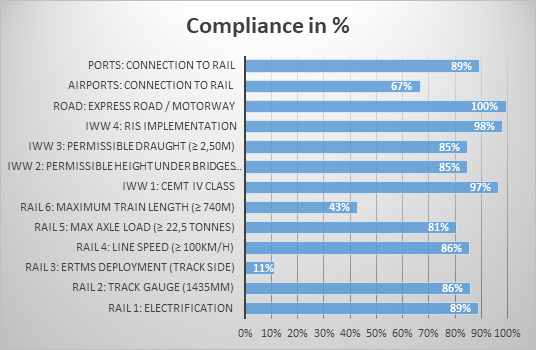 Compliance in %
PORTS: CONNECTION TO RAIL 89%
AIRPORTS: CONNECTION TO RAIL 67%
ROAD: EXPRESS ROAD / MOTORWAY 100%
IWW 4: RIS IMPLEMENTATION 98%
IWW 3: PERMISSIBLE DRAUGHT (≥ 2,50M) 85%
IWW 2: PERMISSIBLE HEIGHT UNDER BRIDGES... 85%
IWW 1: CEMT IV CLASS 97%
RAIL 6: MAXIMUM TRAIN LENGTH (≥ 740M) 43%
RAIL 5: MAX AXLE LOAD (≥ 22,5 TONNES) 81%
RAIL 4: LINE SPEED (≥ 100KM/H) 86%
RAIL 3: ERTMS DEPLOYMENT (TRACK SIDE) 11%
RAIL 2: TRACK GAUGE (1435MM) 86%
RAIL 1: ELECTRIFICATION 89%
0% 10% 20% 30% 40% 50% 60% 70% 80% 90% 100%